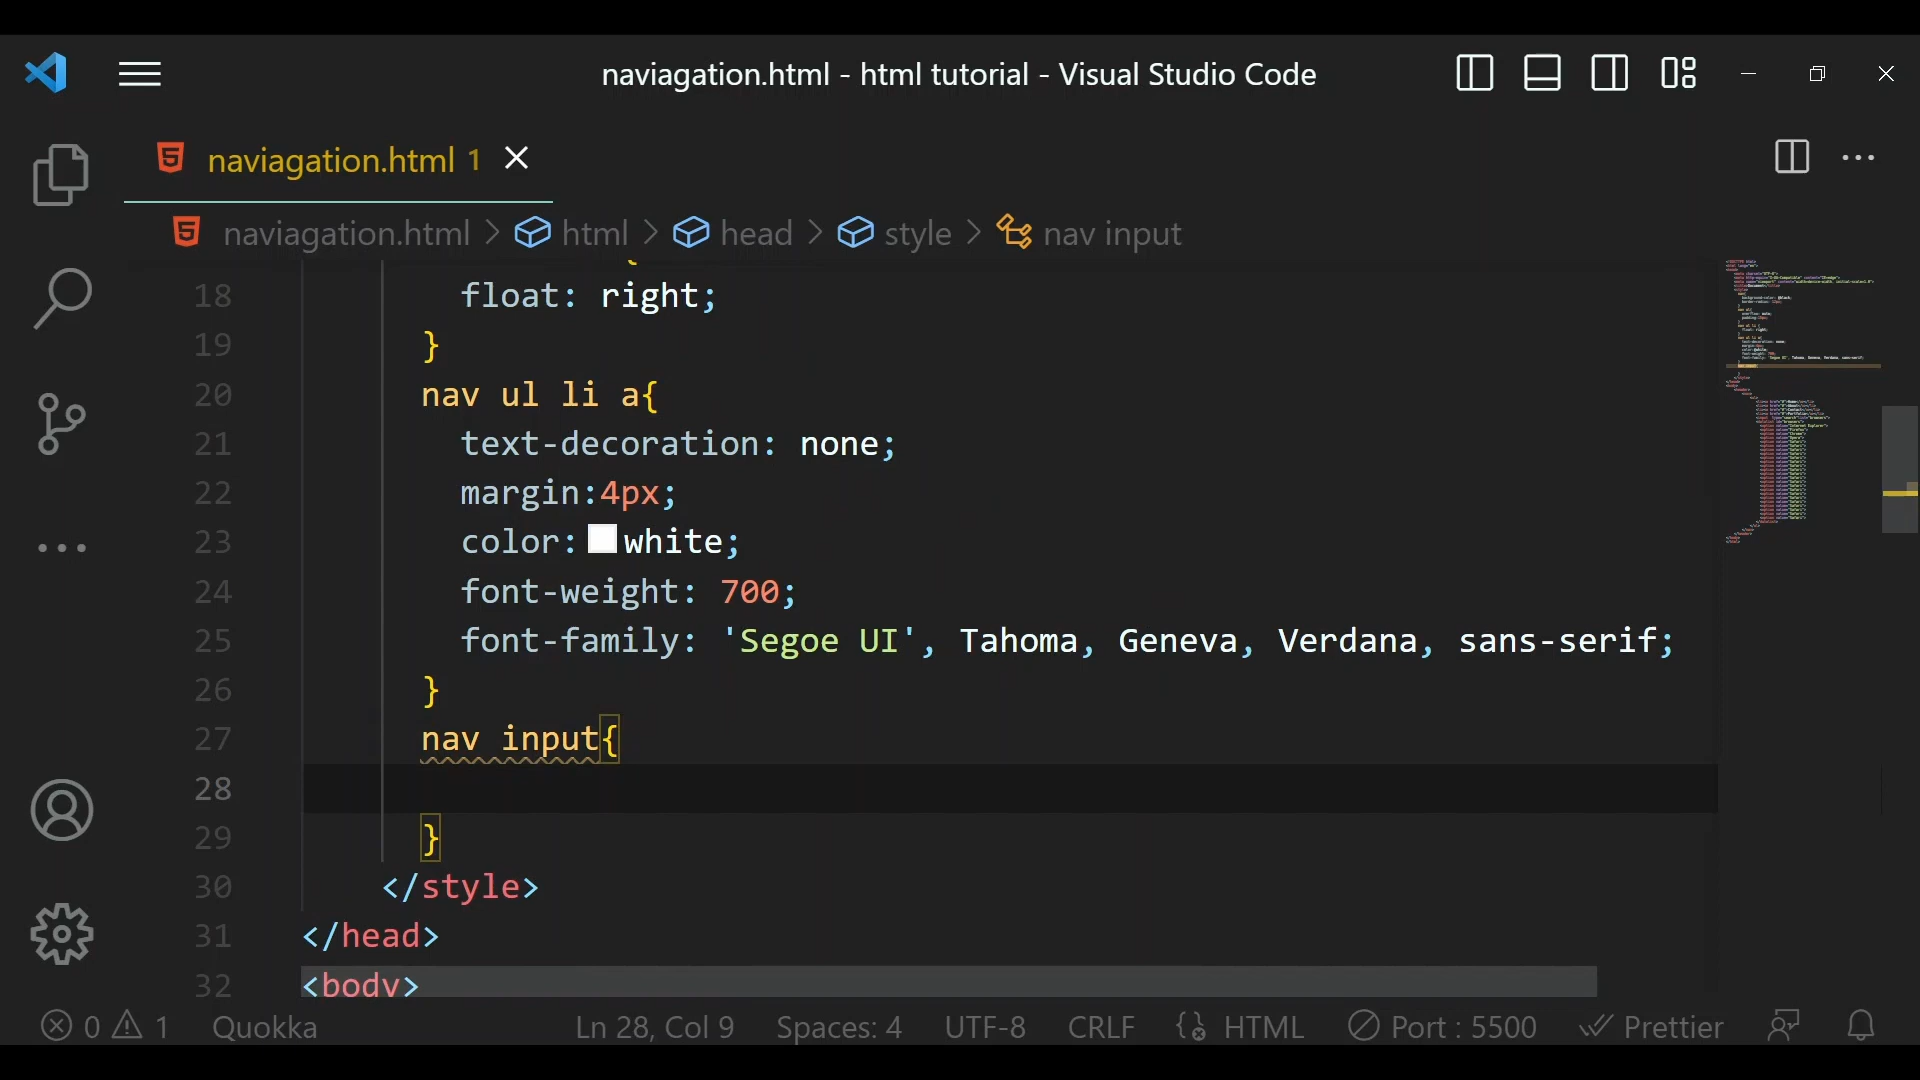 naviagation.html - html tutorial - Visual Studio Code
naviagation.html 1
naviagation.html > html > head > style > nav input
18 float: right;
19 }
20 nav ul li a{
21 text-decoration: none;
22 margin:4px;
23 color: white;
24 font-weight: 700;
25 font-family: 'Segoe UI', Tahoma, Geneva, Verdana, sans-serif;
26 }
27 nav input{
28
29 }
30 </style>
31 </head>
32 <body>
0 1 Quokka Ln 28, Col 9 Spaces: 4 UTF-8 CRLF HTML Port : 5500 Prettier